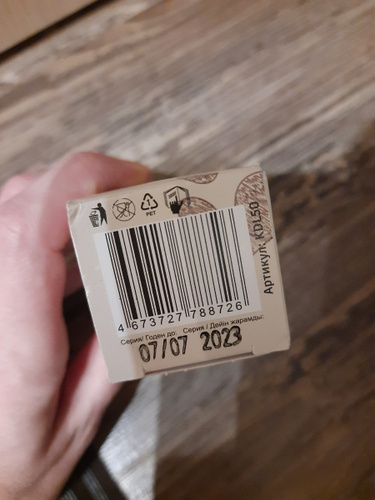 PET
Артикул: KDL50
4 673727 788726
Серия/ Годен до: Серия / Дейін жарамды:
07/07 2023